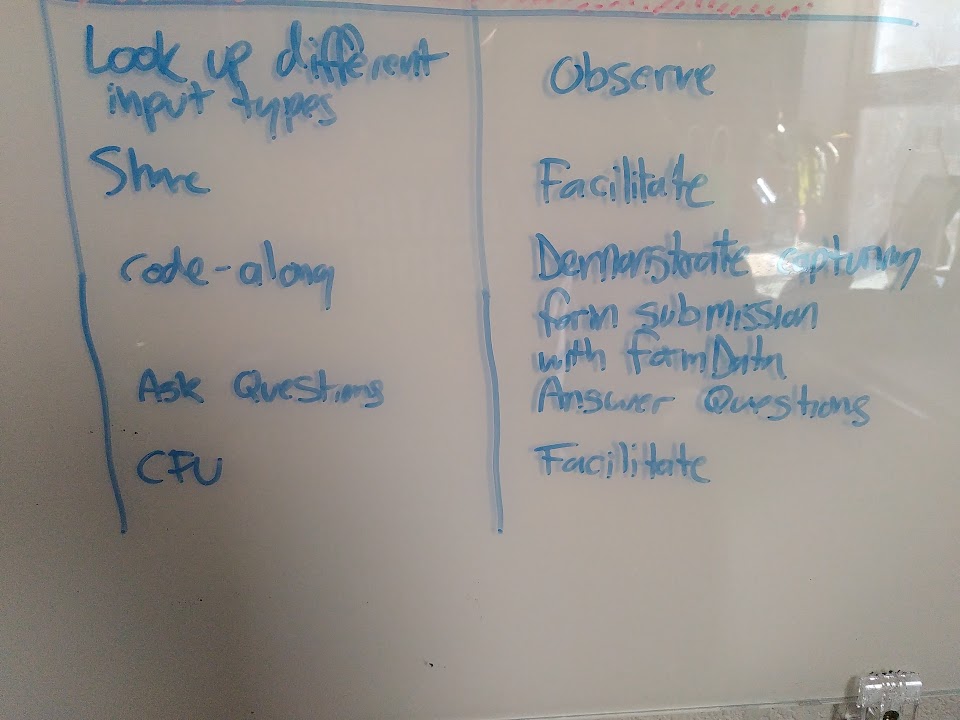 Look up different
input types
Observe
Share
Facilitate
code-along
Demonstrate capturing
form submission
with FormData
Ask Questions
Answer Questions
CFU
Facilitate